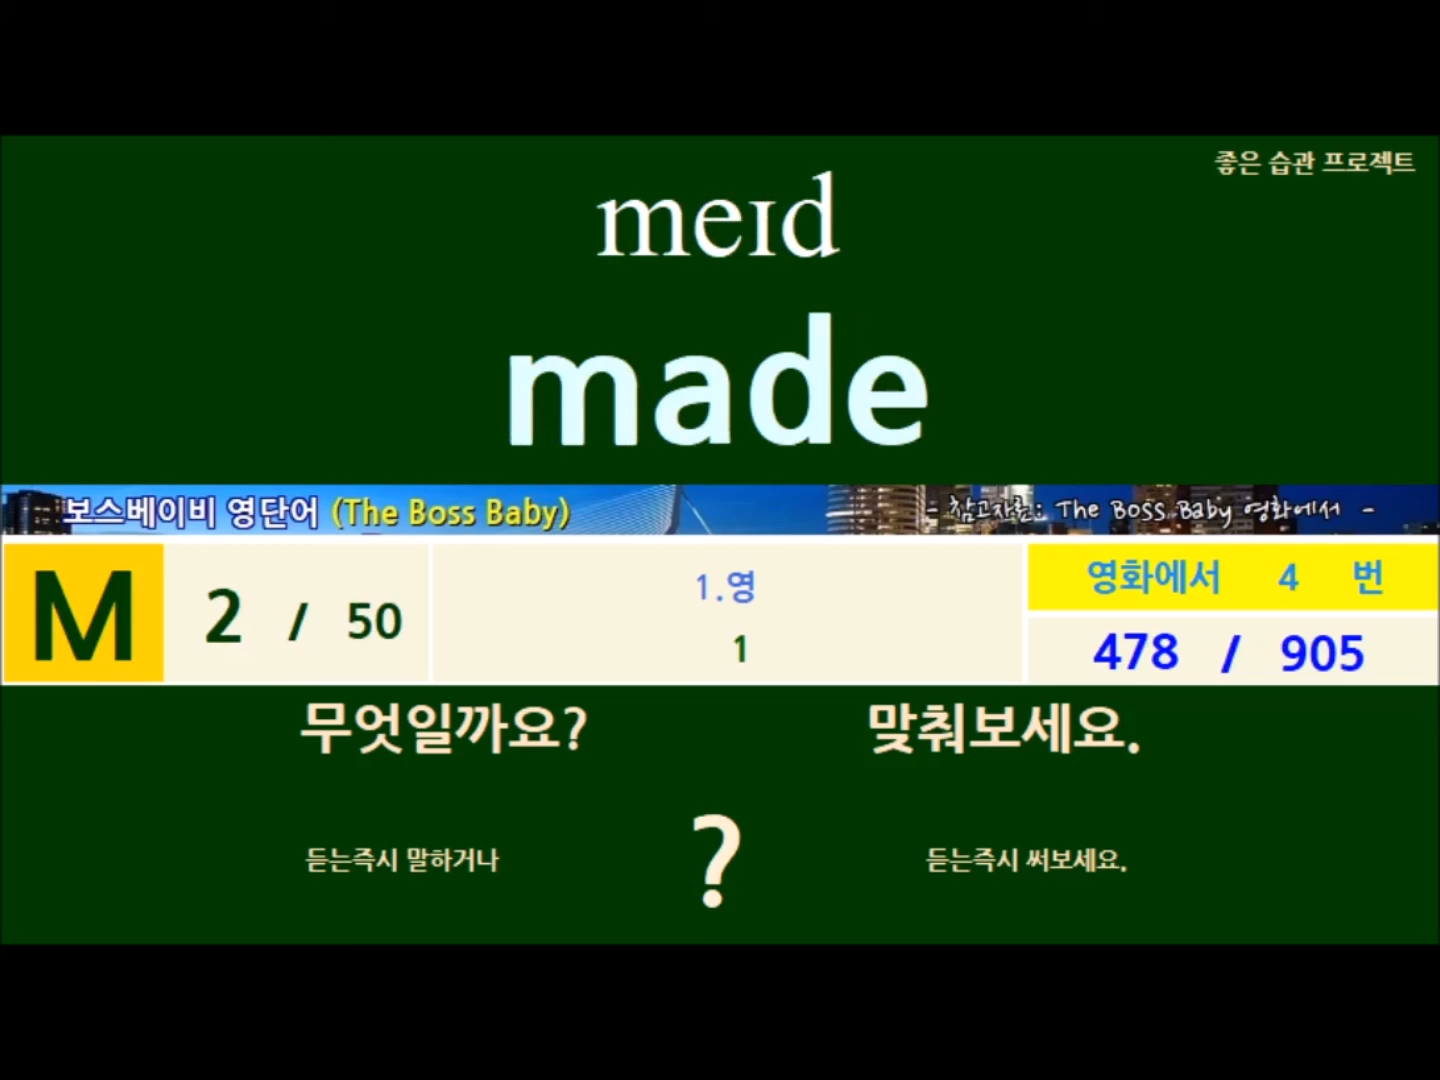 좋은 습관 프로젝트
meɪd
made
보스베이비 영단어 (The Boss Baby)
- 참고자료: The Boss Baby 영화에서 -
M 2 / 50
1.영
1
영화에서 4 번
478 / 905
무엇일까요? 맞춰보세요.
?
듣는즉시 말하거나 듣는즉시 써보세요.